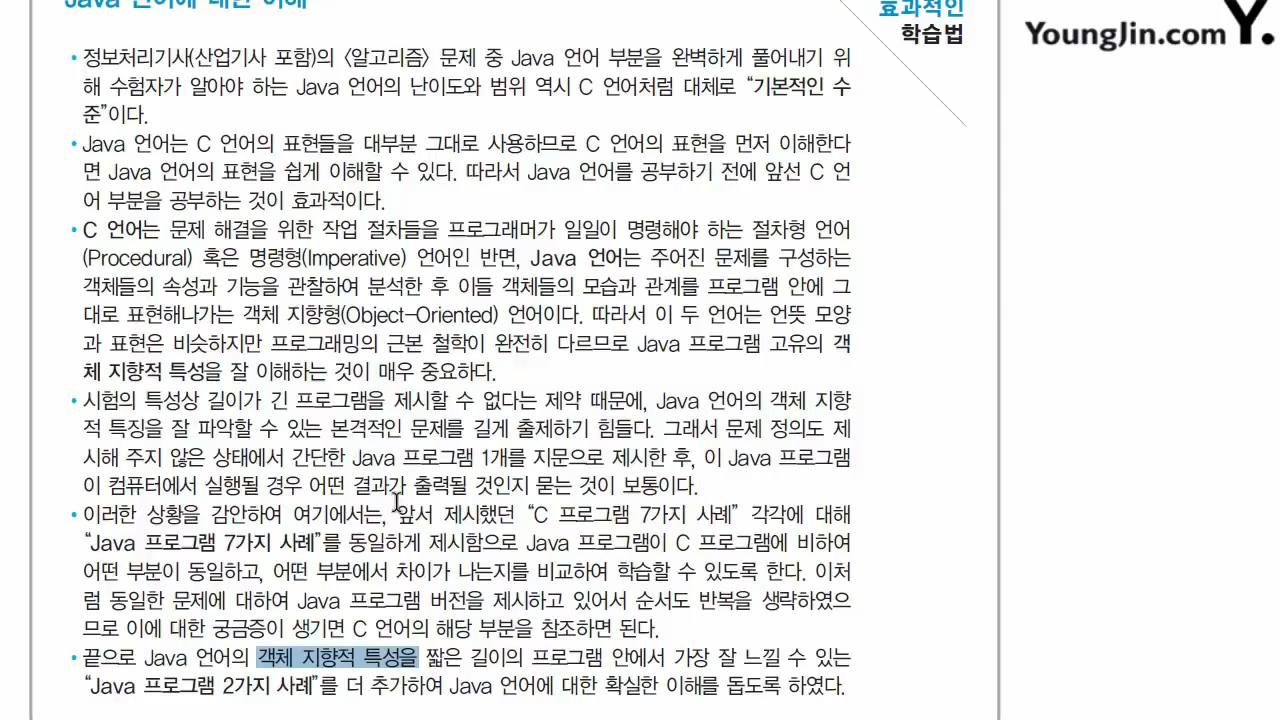 Java 언어에 대한 이해
효과적인
학습법
YoungJin.com Y.
• 정보처리기사(산업기사 포함)의 〈알고리즘〉 문제 중 Java 언어 부분을 완벽하게 풀어내기 위
해 수험자가 알아야 하는 Java 언어의 난이도와 범위 역시 C 언어처럼 대체로 “기본적인 수
준”이다.
• Java 언어는 C 언어의 표현들을 대부분 그대로 사용하므로 C 언어의 표현을 먼저 이해한다
면 Java 언어의 표현을 쉽게 이해할 수 있다. 따라서 Java 언어를 공부하기 전에 앞선 C 언
어 부분을 공부하는 것이 효과적이다.
• C 언어는 문제 해결을 위한 작업 절차들을 프로그래머가 일일이 명령해야 하는 절차형 언어
(Procedural) 혹은 명령형(Imperative) 언어인 반면, Java 언어는 주어진 문제를 구성하는
객체들의 속성과 기능을 관찰하여 분석한 후 이들 객체들의 모습과 관계를 프로그램 안에 그
대로 표현해나가는 객체 지향형(Object-Oriented) 언어이다. 따라서 이 두 언어는 언뜻 모양
과 표현은 비슷하지만 프로그래밍의 근본 철학이 완전히 다르므로 Java 프로그램 고유의 객
체 지향적 특성을 잘 이해하는 것이 매우 중요하다.
• 시험의 특성상 길이가 긴 프로그램을 제시할 수 없다는 제약 때문에, Java 언어의 객체 지향
적 특징을 잘 파악할 수 있는 본격적인 문제를 길게 출제하기 힘들다. 그래서 문제 정의도 제
시해 주지 않은 상태에서 간단한 Java 프로그램 1개를 지문으로 제시한 후, 이 Java 프로그램
이 컴퓨터에서 실행될 경우 어떤 결과가 출력될 것인지 묻는 것이 보통이다.
• 이러한 상황을 감안하여 여기에서는, 앞서 제시했던 “C 프로그램 7가지 사례” 각각에 대해
“Java 프로그램 7가지 사례”를 동일하게 제시함으로 Java 프로그램이 C 프로그램에 비하여
어떤 부분이 동일하고, 어떤 부분에서 차이가 나는지를 비교하여 학습할 수 있도록 한다. 이처
럼 동일한 문제에 대하여 Java 프로그램 버전을 제시하고 있어서 순서도 반복을 생략하였으
므로 이에 대한 궁금증이 생기면 C 언어의 해당 부분을 참조하면 된다.
• 끝으로 Java 언어의 객체 지향적 특성을 짧은 길이의 프로그램 안에서 가장 잘 느낄 수 있는
“Java 프로그램 2가지 사례”를 더 추가하여 Java 언어에 대한 확실한 이해를 돕도록 하였다.